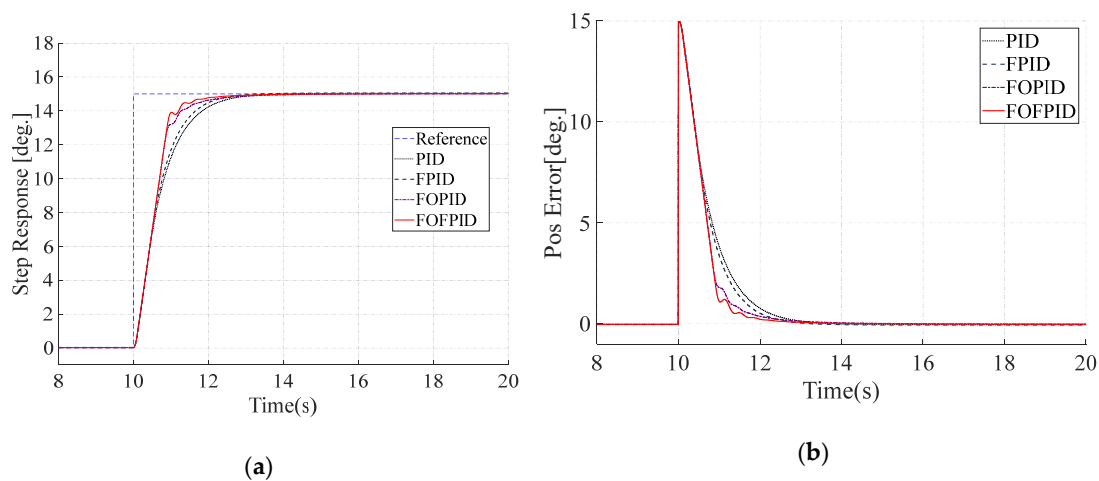 18
16
14
12
10
8
6
4
2
0
Step Response [deg.]
Reference
PID
FPID
FOPID
FOFPID
8 10 12 14 16 18 20
Time(s)
(a)
15
10
5
0
Pos Error[deg.]
PID
FPID
FOPID
FOFPID
8 10 12 14 16 18 20
Time(s)
(b)